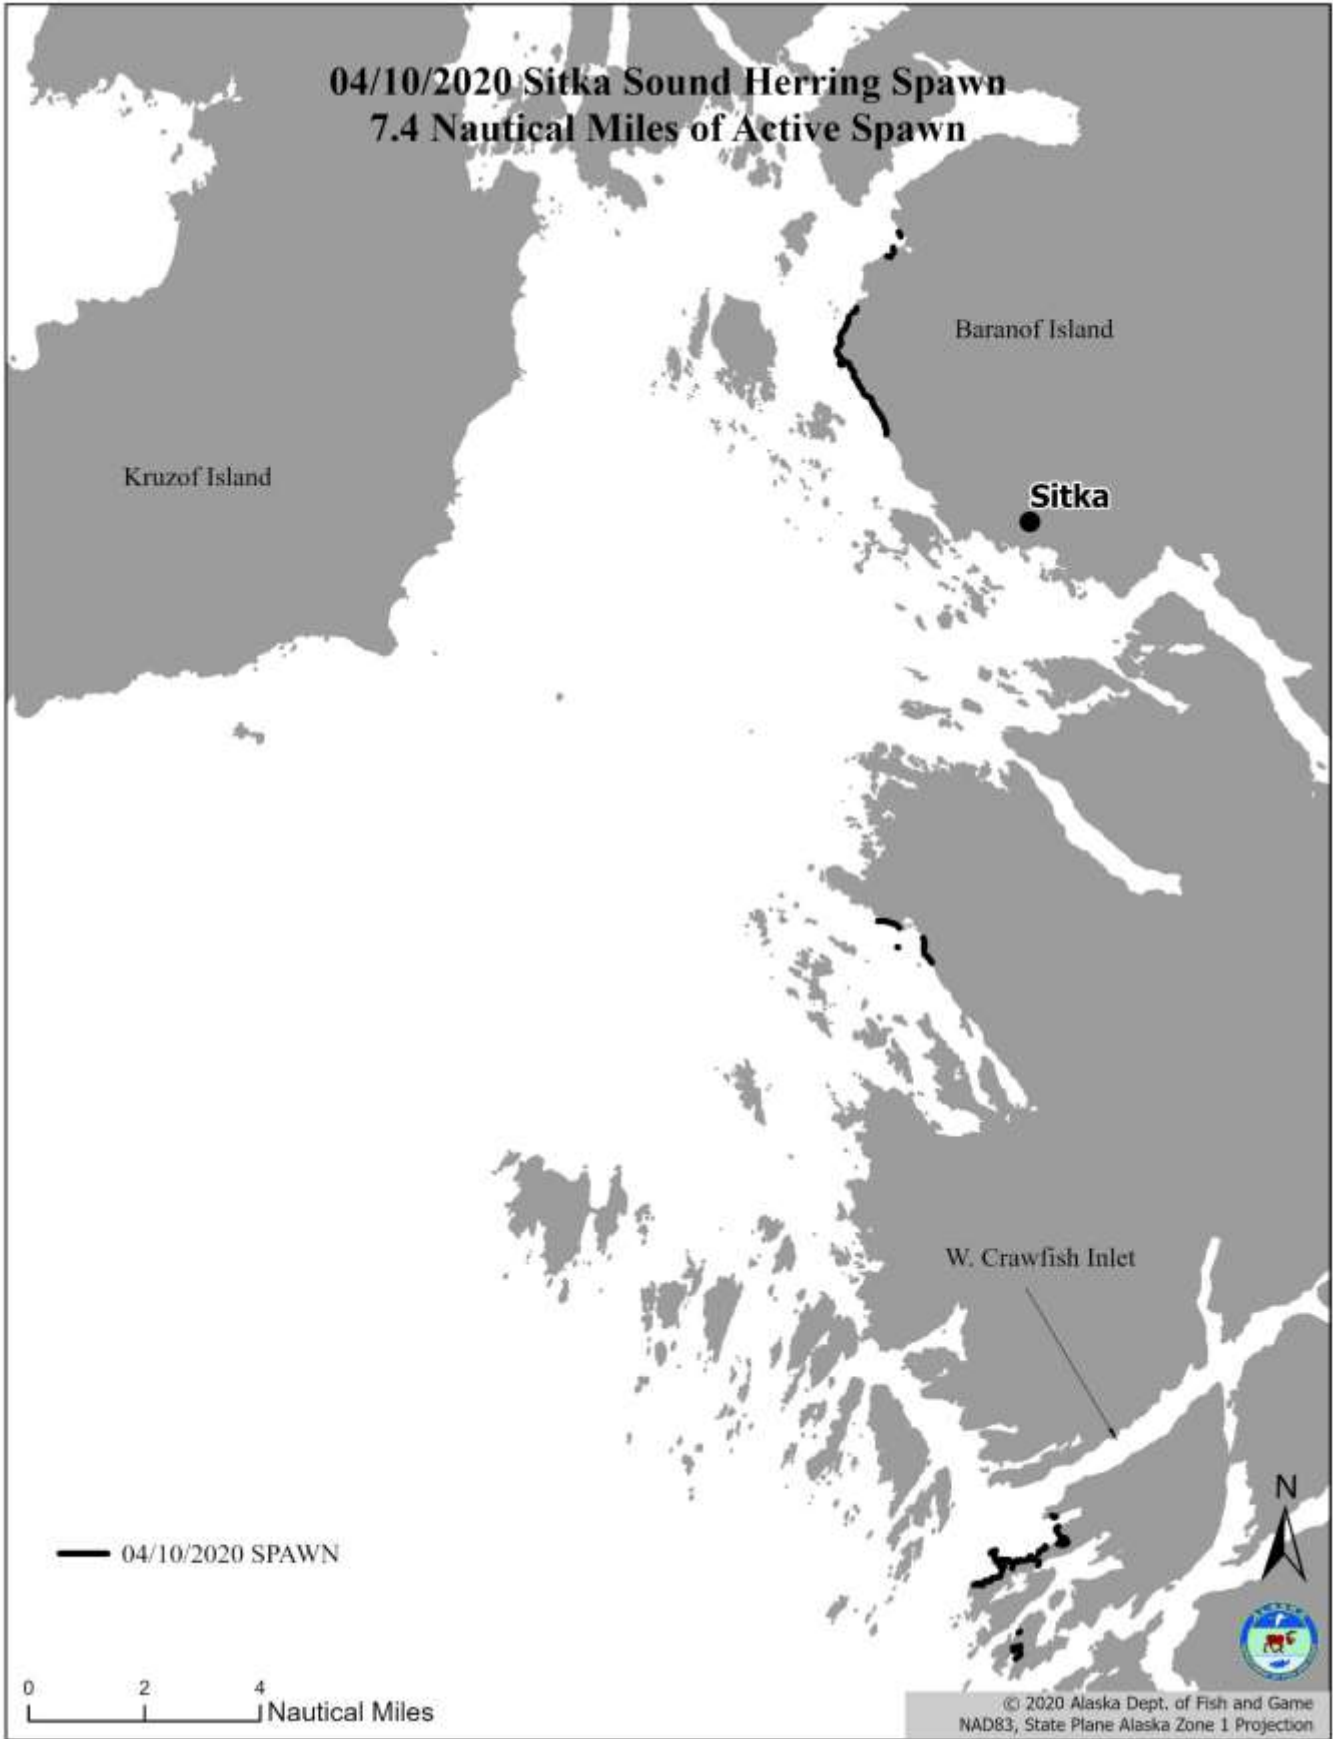 04/10/2020 Sitka Sound Herring Spawn
7.4 Nautical Miles of Active Spawn
Baranof Island
Kruzof Island
Sitka
W. Crawfish Inlet
N
04/10/2020 SPAWN
0 2 4
Nautical Miles
© 2020 Alaska Dept. of Fish and Game
NAD83, State Plane Alaska Zone 1 Projection